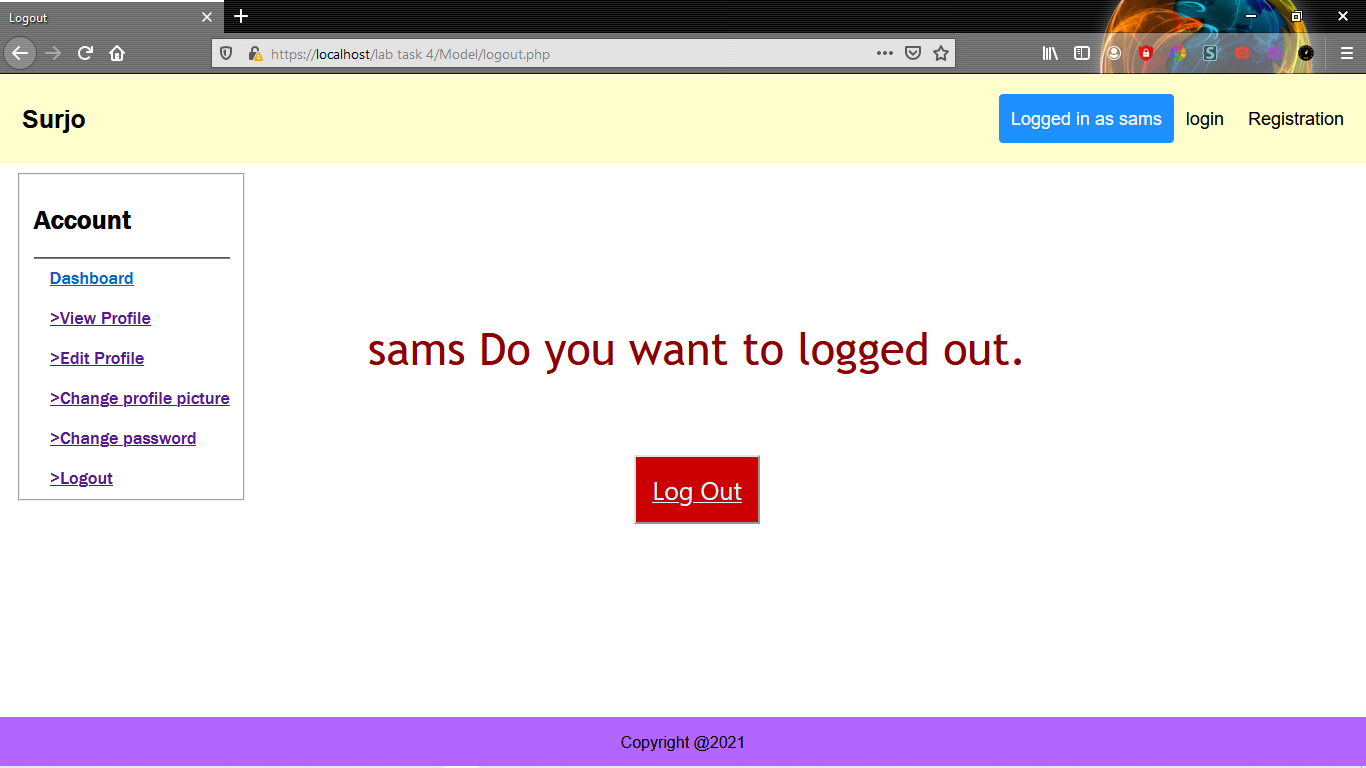 Logout
https://localhost/lab task 4/Model/logout.php
Surjo
Logged in as sams
login
Registration
Account
Dashboard
>View Profile
>Edit Profile
>Change profile picture
>Change password
>Logout
sams Do you want to logged out.
Log Out
Copyright @2021